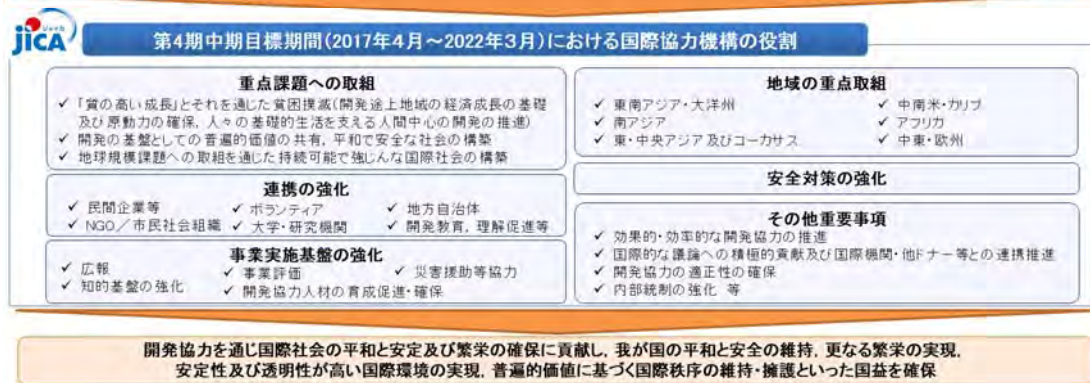 ジャイカ
JICA
第4期中期目標期間(2017年4月~2022年3月)における国際協力機構の役割
重点課題への取組
✓ 「質の高い成長」とそれを通じた貧困撲滅(開発途上地域の経済成長の基礎
及び原動力の確保, 人々の基礎的生活を支える人間中心の開発の推進)
✓ 開発の基盤としての普遍的価値の共有, 平和で安全な社会の構築
✓ 地球規模課題への取組を通じた持続可能で強じんな国際社会の構築
連携の強化
✓ 民間企業等 ✓ ボランティア ✓ 地方自治体
✓ NGO/市民社会組織 ✓ 大学・研究機関 ✓ 開発教育, 理解促進等
事業実施基盤の強化
✓ 広報 ✓ 事業評価 ✓ 災害援助等協力
✓ 知的基盤の強化 ✓ 開発協力人材の育成促進・確保
地域の重点取組
✓ 東南アジア・大洋州 ✓ 中南米・カリブ
✓ 南アジア ✓ アフリカ
✓ 東・中央アジア及びコーカサス ✓ 中東・欧州
安全対策の強化
その他重要事項
✓ 効果的・効率的な開発協力の推進
✓ 国際的な議論への積極的貢献及び国際機関・他ドナー等との連携推進
✓ 開発協力の適正性の確保
✓ 内部統制の強化 等
開発協力を通じ国際社会の平和と安定及び繁栄の確保に貢献し, 我が国の平和と安全の維持, 更なる繁栄の実現,
安定性及び透明性が高い国際環境の実現, 普遍的価値に基づく国際秩序の維持・擁護といった国益を確保